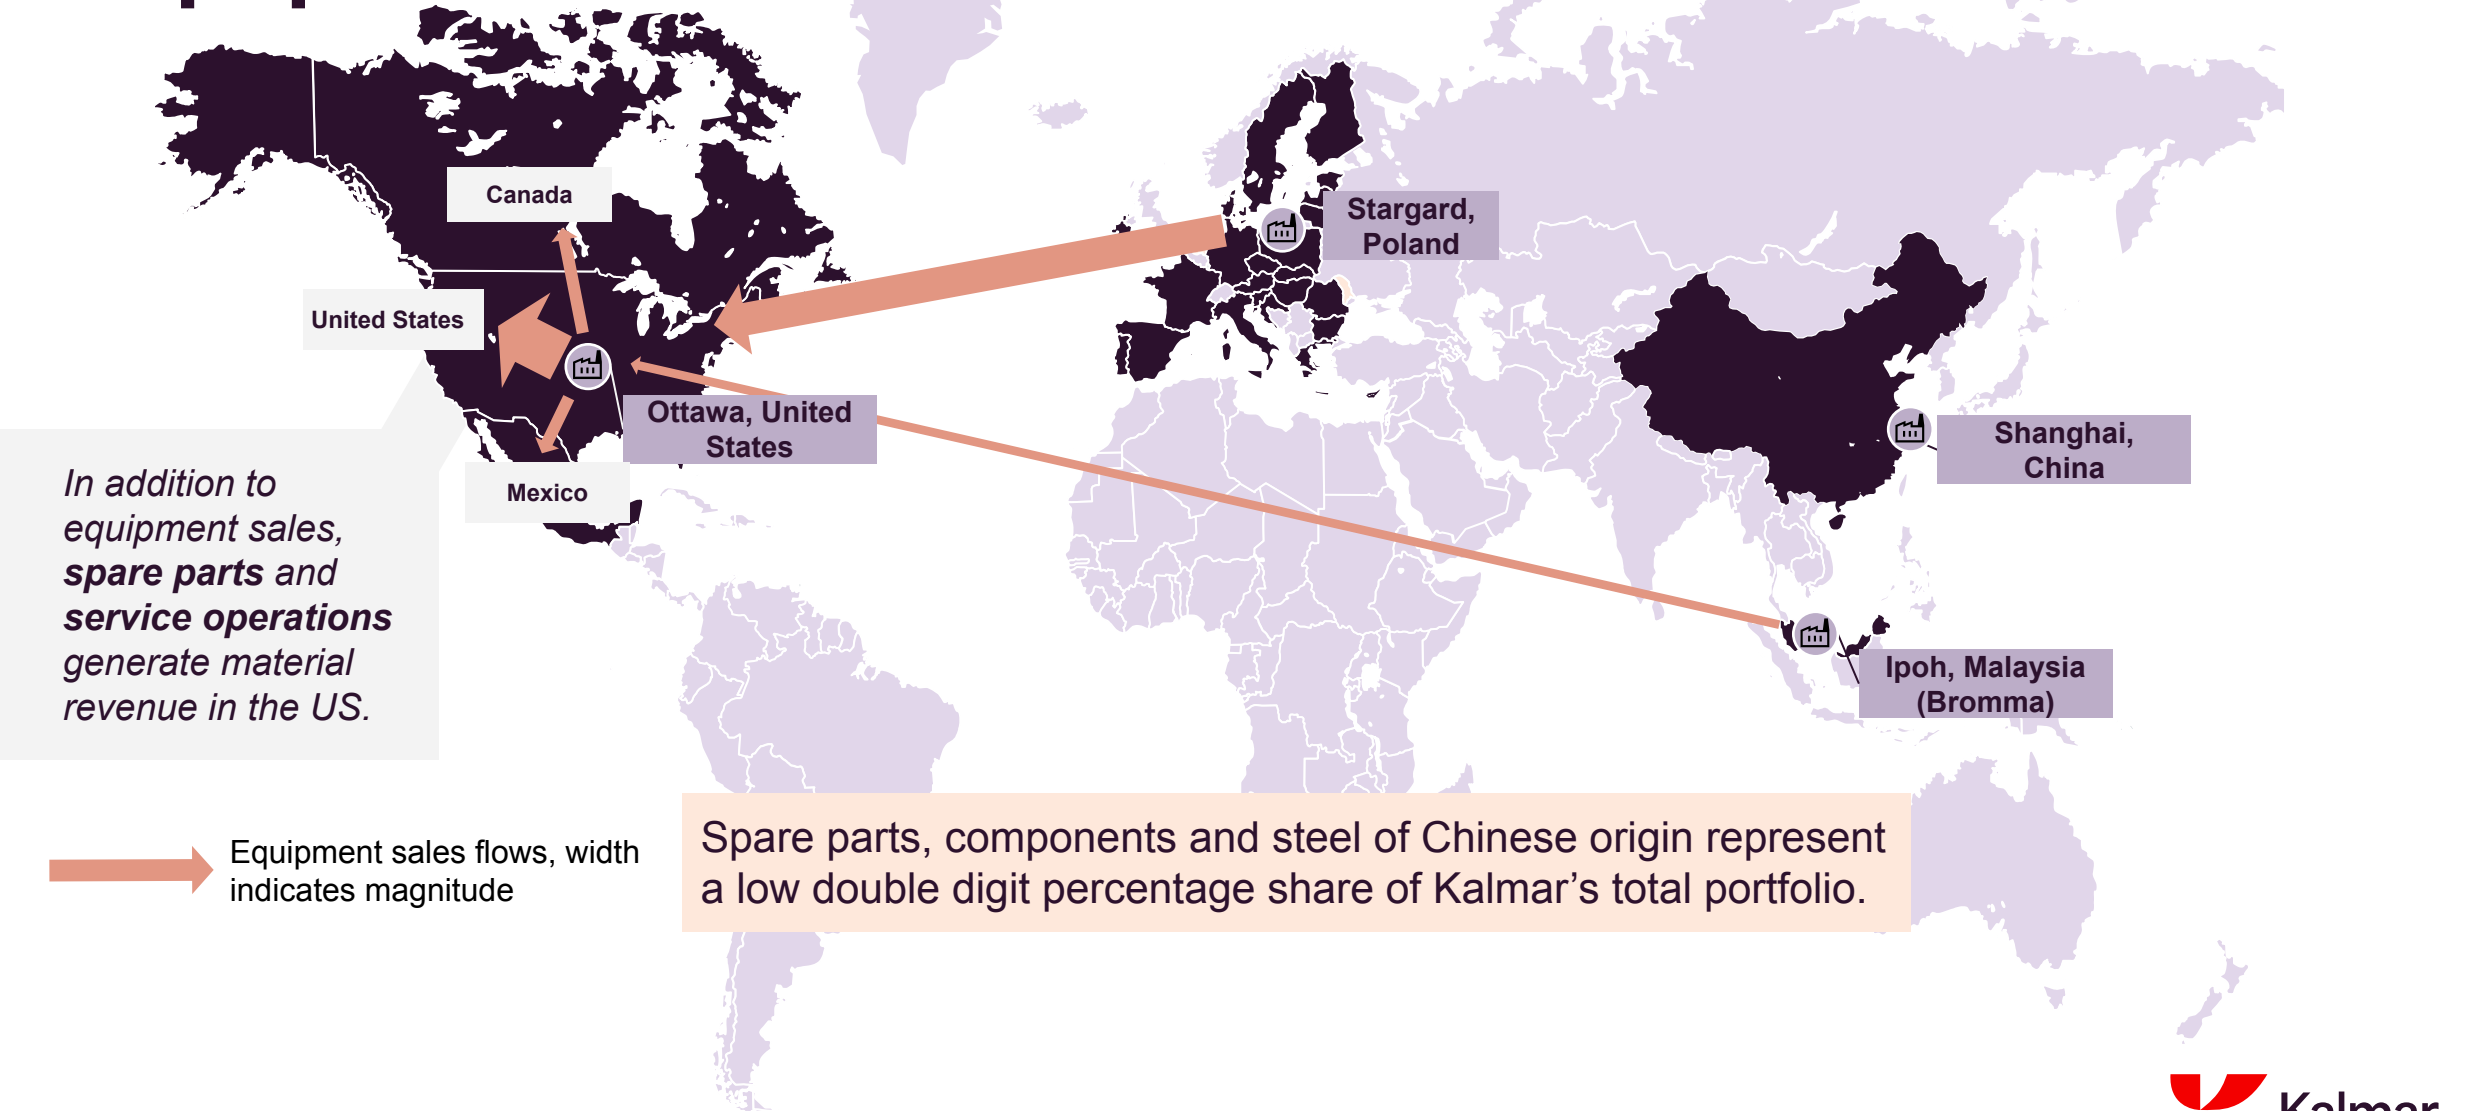 Canada
United States
Mexico
Ottawa, United
States
Stargard,
Poland
Shanghai,
China
Ipoh, Malaysia
(Bromma)
In addition to
equipment sales,
spare parts and
service operations
generate material
revenue in the US.
Equipment sales flows, width
indicates magnitude
Spare parts, components and steel of Chinese origin represent
a low double digit percentage share of Kalmar’s total portfolio.
Kalmar